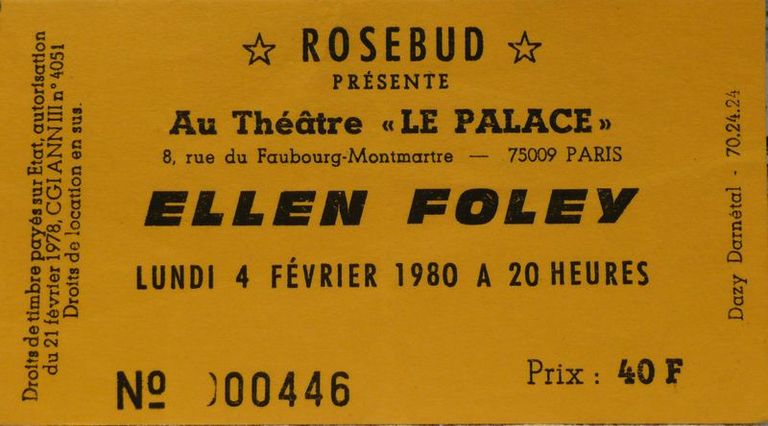 ☆ ROSEBUD ☆
PRÉSENTE
Au Théâtre «LE PALACE»
8, rue du Faubourg-Montmartre — 75009 PARIS
ELLEN FOLEY
LUNDI 4 FÉVRIER 1980 A 20 HEURES
Nº 000446
Prix : 40 F
Droits de timbre payés sur Etat, autorisation
du 21 février 1978, CGI ANN III nº 4051
Droits de location en sus.
Dazy Darnétal - 70.24.24